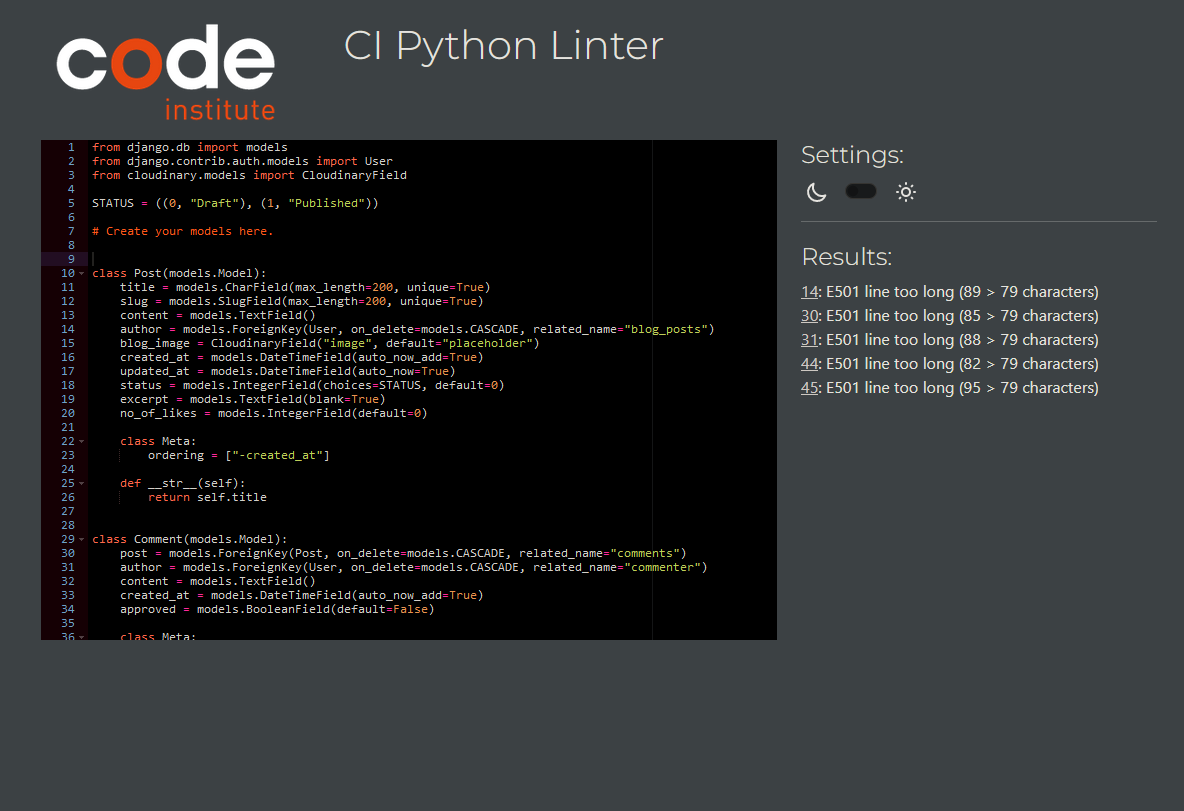 code
institute
CI Python Linter
1 from django.db import models
2 from django.contrib.auth.models import User
3 from cloudinary.models import CloudinaryField
4
5 STATUS = ((0, "Draft"), (1, "Published"))
6
7 # Create your models here.
8
9
10 class Post(models.Model):
11     title = models.CharField(max_length=200, unique=True)
12     slug = models.SlugField(max_length=200, unique=True)
13     content = models.TextField()
14     author = models.ForeignKey(User, on_delete=models.CASCADE, related_name="blog_posts")
15     blog_image = CloudinaryField("image", default="placeholder")
16     created_at = models.DateTimeField(auto_now_add=True)
17     updated_at = models.DateTimeField(auto_now=True)
18     status = models.IntegerField(choices=STATUS, default=0)
19     excerpt = models.TextField(blank=True)
20     no_of_likes = models.IntegerField(default=0)
21
22     class Meta:
23         ordering = ["-created_at"]
24
25     def __str__(self):
26         return self.title
27
28
29 class Comment(models.Model):
30     post = models.ForeignKey(Post, on_delete=models.CASCADE, related_name="comments")
31     author = models.ForeignKey(User, on_delete=models.CASCADE, related_name="commenter")
32     content = models.TextField()
33     created_at = models.DateTimeField(auto_now_add=True)
34     approved = models.BooleanField(default=False)
35
36     class Meta:
Settings:
Results:
14: E501 line too long (89 > 79 characters)
30: E501 line too long (85 > 79 characters)
31: E501 line too long (88 > 79 characters)
44: E501 line too long (82 > 79 characters)
45: E501 line too long (95 > 79 characters)